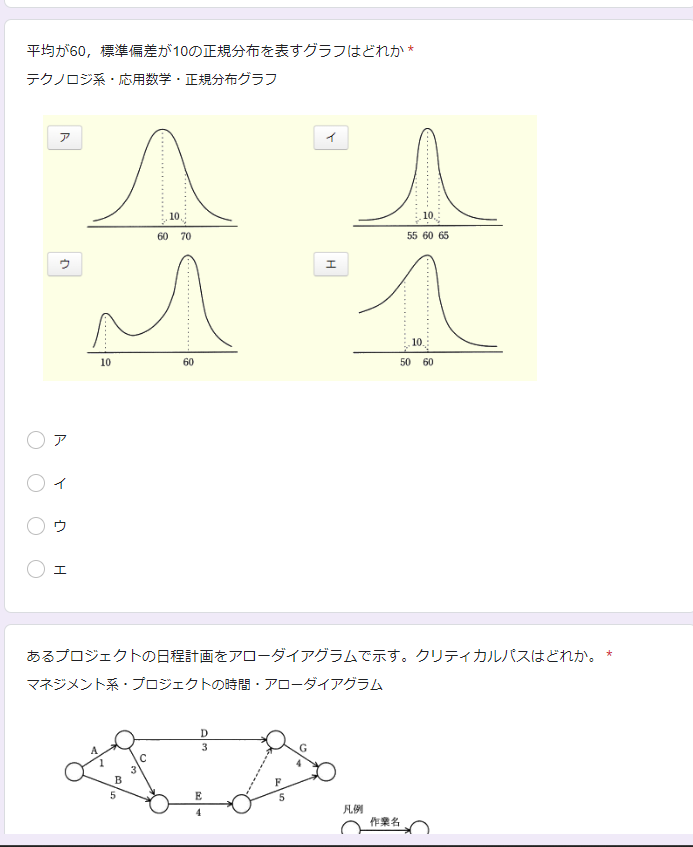 平均が60，標準偏差が10の正規分布を表すグラフはどれか *
テクノロジ系・応用数学・正規分布グラフ
ア
イ
10
10
60 70
55 60 65
ウ
エ
10
10
60
50 60
ア
イ
ウ
エ
あるプロジェクトの日程計画をアローダイアグラムで示す。クリティカルパスはどれか。 *
マネジメント系・プロジェクトの時間・アローダイアグラム
D
3
A
1
C
3
G
4
B
5
E
4
F
5
凡例
作業名